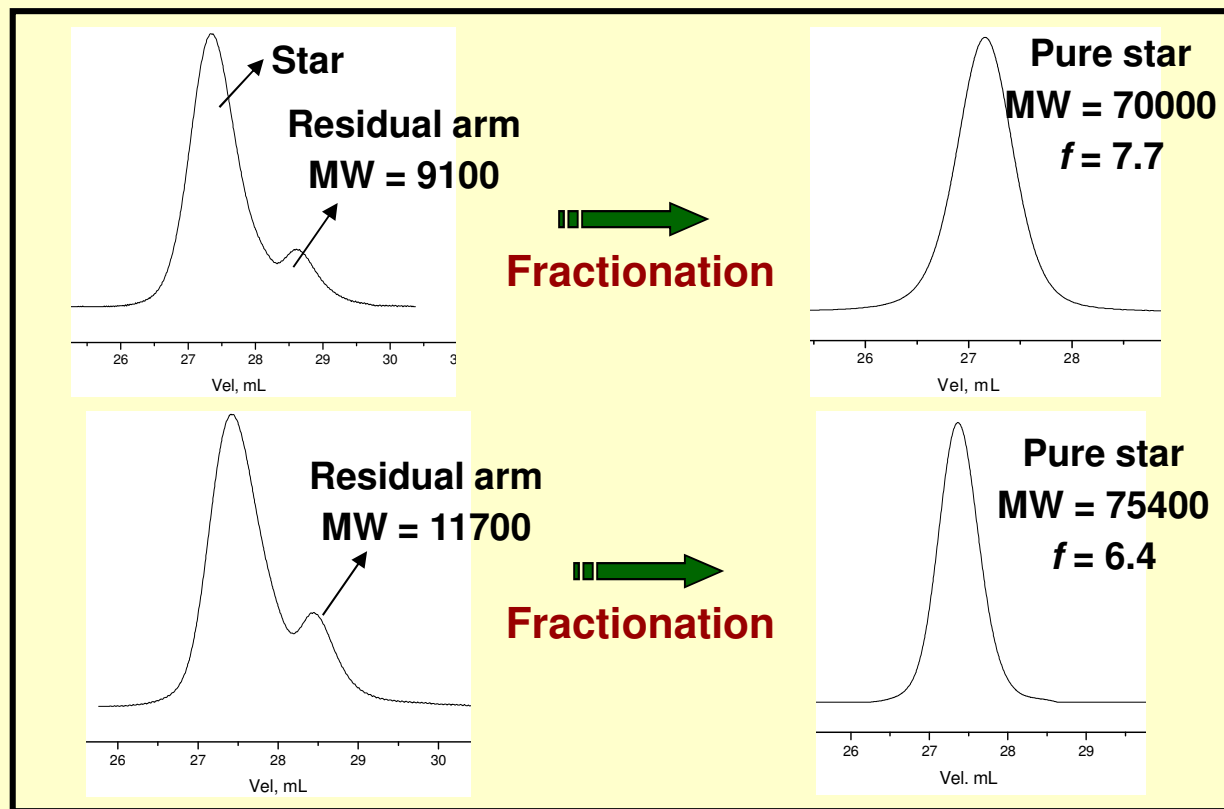 Star
Residual arm
MW = 9100
26 27 28 29 30 3
Vel, mL
Fractionation
Pure star
MW = 70000
f = 7.7
26 27 28
Vel, mL
Residual arm
MW = 11700
26 27 28 29 30
Vel, mL
Fractionation
Pure star
MW = 75400
f = 6.4
26 27 28 29
Vel. mL